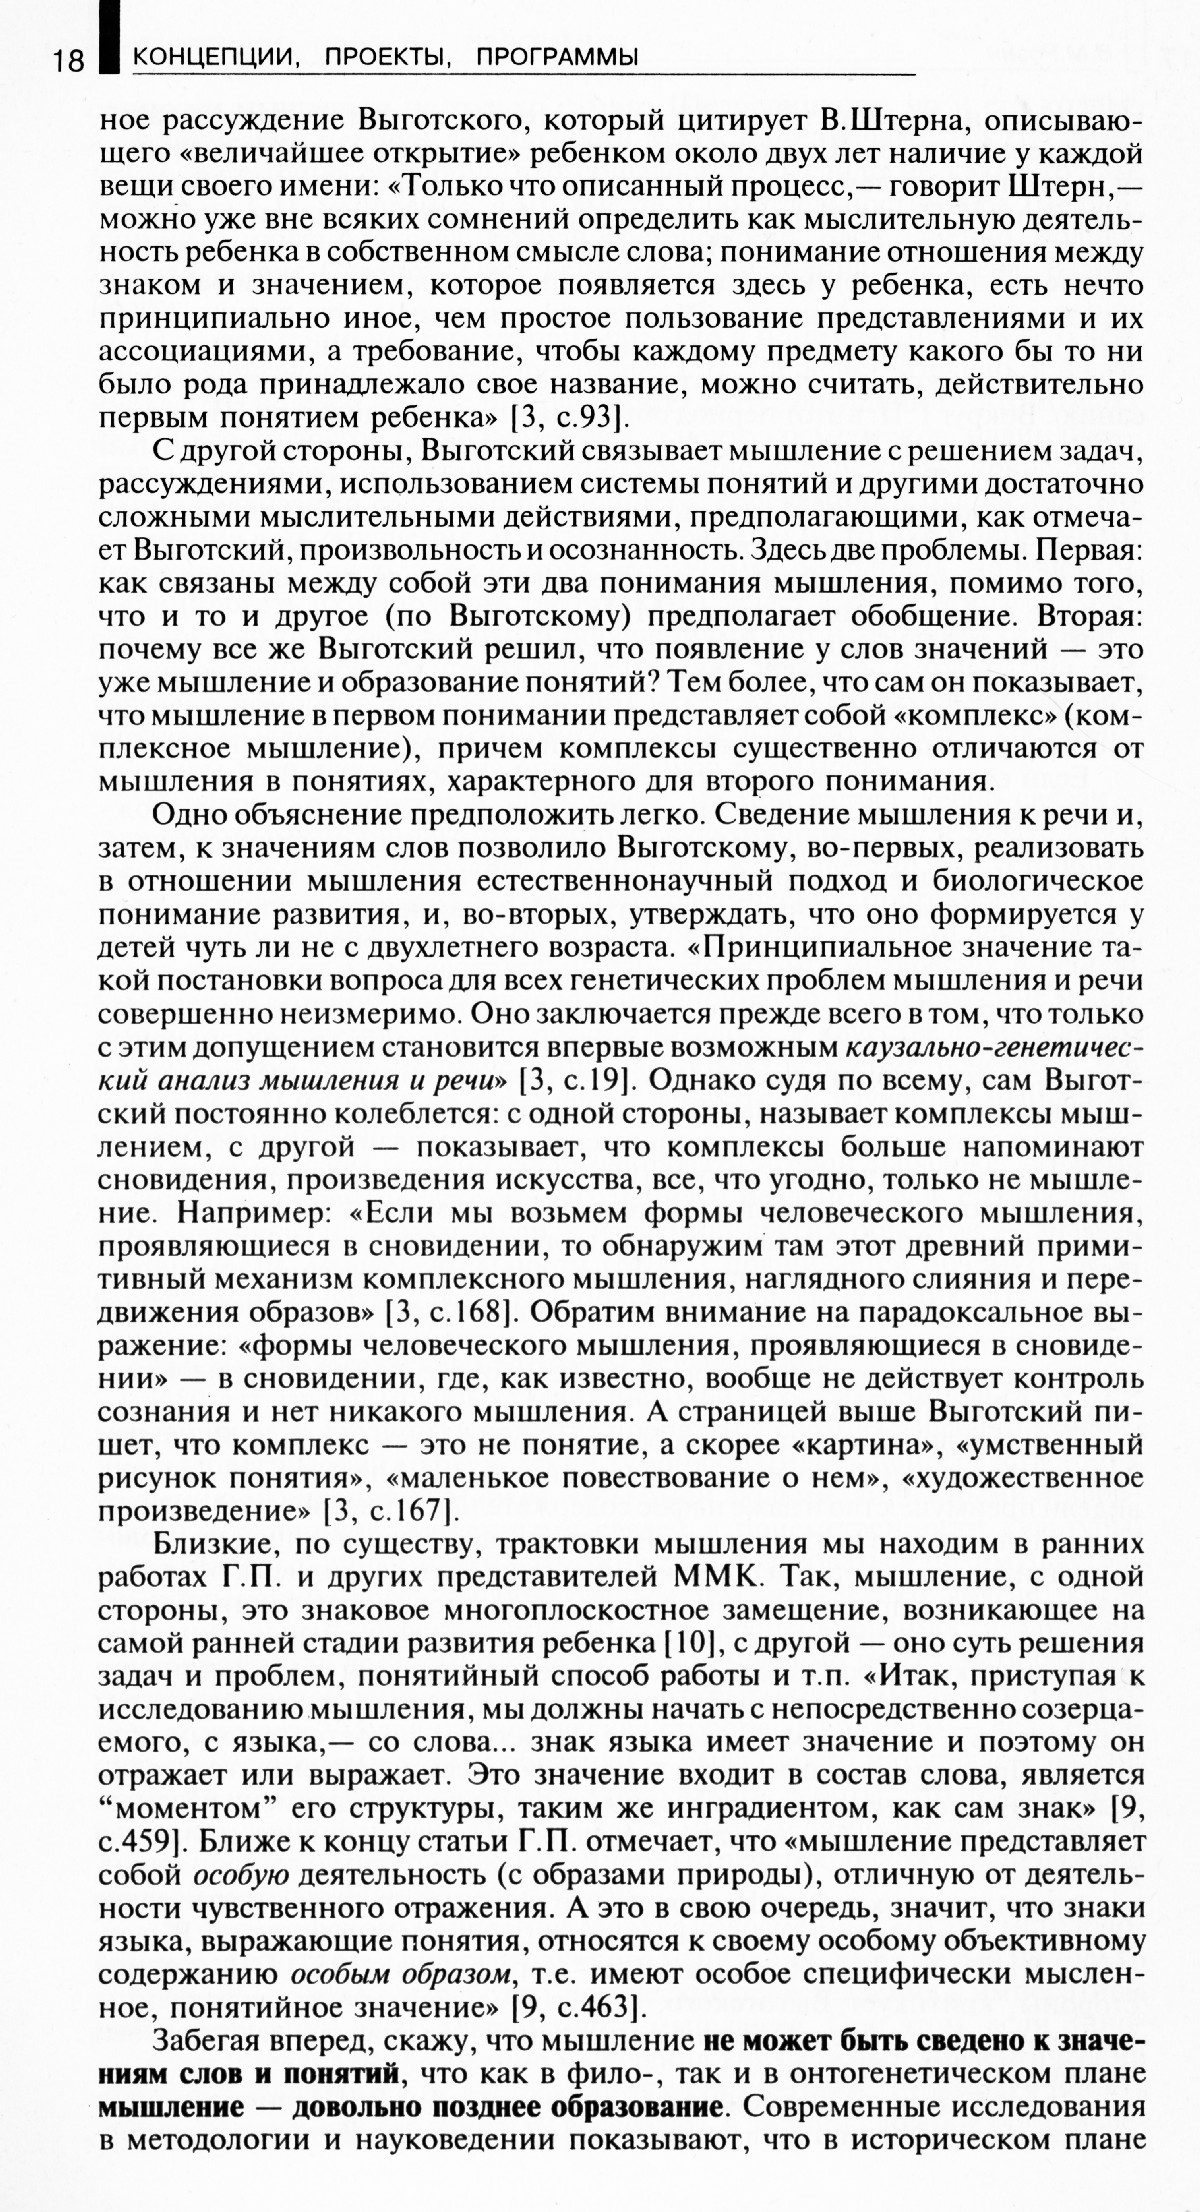 18
КОНЦЕПЦИИ, ПРОЕКТЫ, ПРОГРАММЫ
ное рассуждение Выготского, который цитирует В.Штерна, описываю-
щего «величайшее открытие» ребенком около двух лет наличие у каждой
вещи своего имени: «Только что описанный процесс,— говорит Штерн,—
можно уже вне всяких сомнений определить как мыслительную деятель-
ность ребенка в собственном смысле слова; понимание отношения между
знаком и значением, которое появляется здесь у ребенка, есть нечто
принципиально иное, чем простое пользование представлениями и их
ассоциациями, а требование, чтобы каждому предмету какого бы то ни
было рода принадлежало свое название, можно считать, действительно
первым понятием ребенка» [3, с.93].
С другой стороны, Выготский связывает мышление с решением задач,
рассуждениями, использованием системы понятий и другими достаточно
сложными мыслительными действиями, предполагающими, как отмеча-
ет Выготский, произвольность и осознанность. Здесь две проблемы. Первая:
как связаны между собой эти два понимания мышления, помимо того,
что и то и другое (по Выготскому) предполагает обобщение. Вторая:
почему все же Выготский решил, что появление у слов значений — это
уже мышление и образование понятий? Тем более, что сам он показывает,
что мышление в первом понимании представляет собой «комплекс» (ком-
плексное мышление), причем комплексы существенно отличаются от
мышления в понятиях, характерного для второго понимания.
Одно объяснение предположить легко. Сведение мышления к речи и,
затем, к значениям слов позволило Выготскому, во-первых, реализовать
в отношении мышления естественнонаучный подход и биологическое
понимание развития, и, во-вторых, утверждать, что оно формируется у
детей чуть ли не с двухлетнего возраста. «Принципиальное значение та-
кой постановки вопроса для всех генетических проблем мышления и речи
совершенно неизмеримо. Оно заключается прежде всего в том, что только
с этим допущением становится впервые возможным каузально-генетичес-
кий анализ мышления и речи» [3, с.19]. Однако судя по всему, сам Выгот-
ский постоянно колеблется: с одной стороны, называет комплексы мыш-
лением, с другой — показывает, что комплексы больше напоминают
сновидения, произведения искусства, все, что угодно, только не мышле-
ние. Например: «Если мы возьмем формы человеческого мышления,
проявляющиеся в сновидении, то обнаружим там этот древний прими-
тивный механизм комплексного мышления, наглядного слияния и пере-
движения образов» [3, с.168]. Обратим внимание на парадоксальное вы-
ражение: «формы человеческого мышления, проявляющиеся в сновиде-
нии» — в сновидении, где, как известно, вообще не действует контроль
сознания и нет никакого мышления. А страницей выше Выготский пи-
шет, что комплекс — это не понятие, а скорее «картина», «умственный
рисунок понятия», «маленькое повествование о нем», «художественное
произведение» [3, с.167].
Близкие, по существу, трактовки мышления мы находим в ранних
работах Г.П. и других представителей ММК. Так, мышление, с одной
стороны, это знаковое многоплоскостное замещение, возникающее на
самой ранней стадии развития ребенка [10], с другой — оно суть решения
задач и проблем, понятийный способ работы и т.п. «Итак, приступая к
исследованию мышления, мы должны начать с непосредственно созерца-
емого, с языка,— со слова... знак языка имеет значение и поэтому он
отражает или выражает. Это значение входит в состав слова, является
“моментом” его структуры, таким же инградиентом, как сам знак» [9,
с.459]. Ближе к концу статьи Г.П. отмечает, что «мышление представляет
собой особую деятельность (с образами природы), отличную от деятель-
ности чувственного отражения. А это в свою очередь, значит, что знаки
языка, выражающие понятия, относятся к своему особому объективному
содержанию особым образом, т.е. имеют особое специфически мыслен-
ное, понятийное значение» [9, с.463].
Забегая вперед, скажу, что мышление не может быть сведено к значе-
ниям слов и понятий, что как в фило-, так и в онтогенетическом плане
мышление — довольно позднее образование. Современные исследования
в методологии и науковедении показывают, что в историческом плане